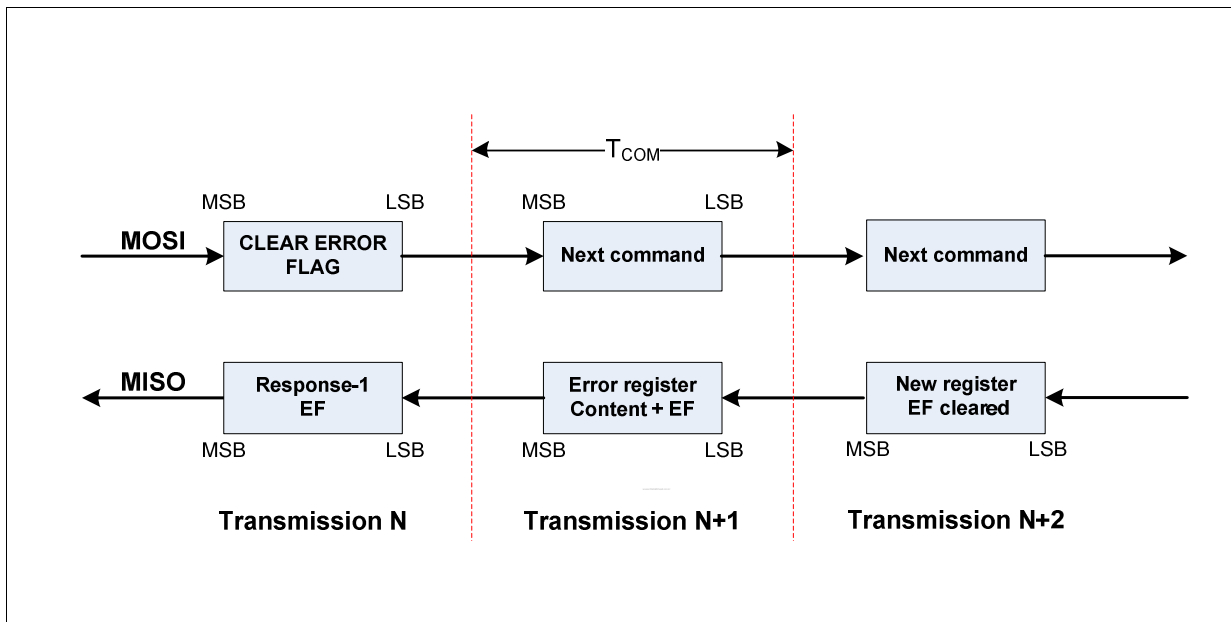 T_COM
MSB LSB MSB LSB
MOSI CLEAR ERROR FLAG Next command Next command
MISO Response-1 EF Error register Content + EF New register EF cleared
MSB LSB MSB LSB MSB LSB
Transmission N Transmission N+1 Transmission N+2